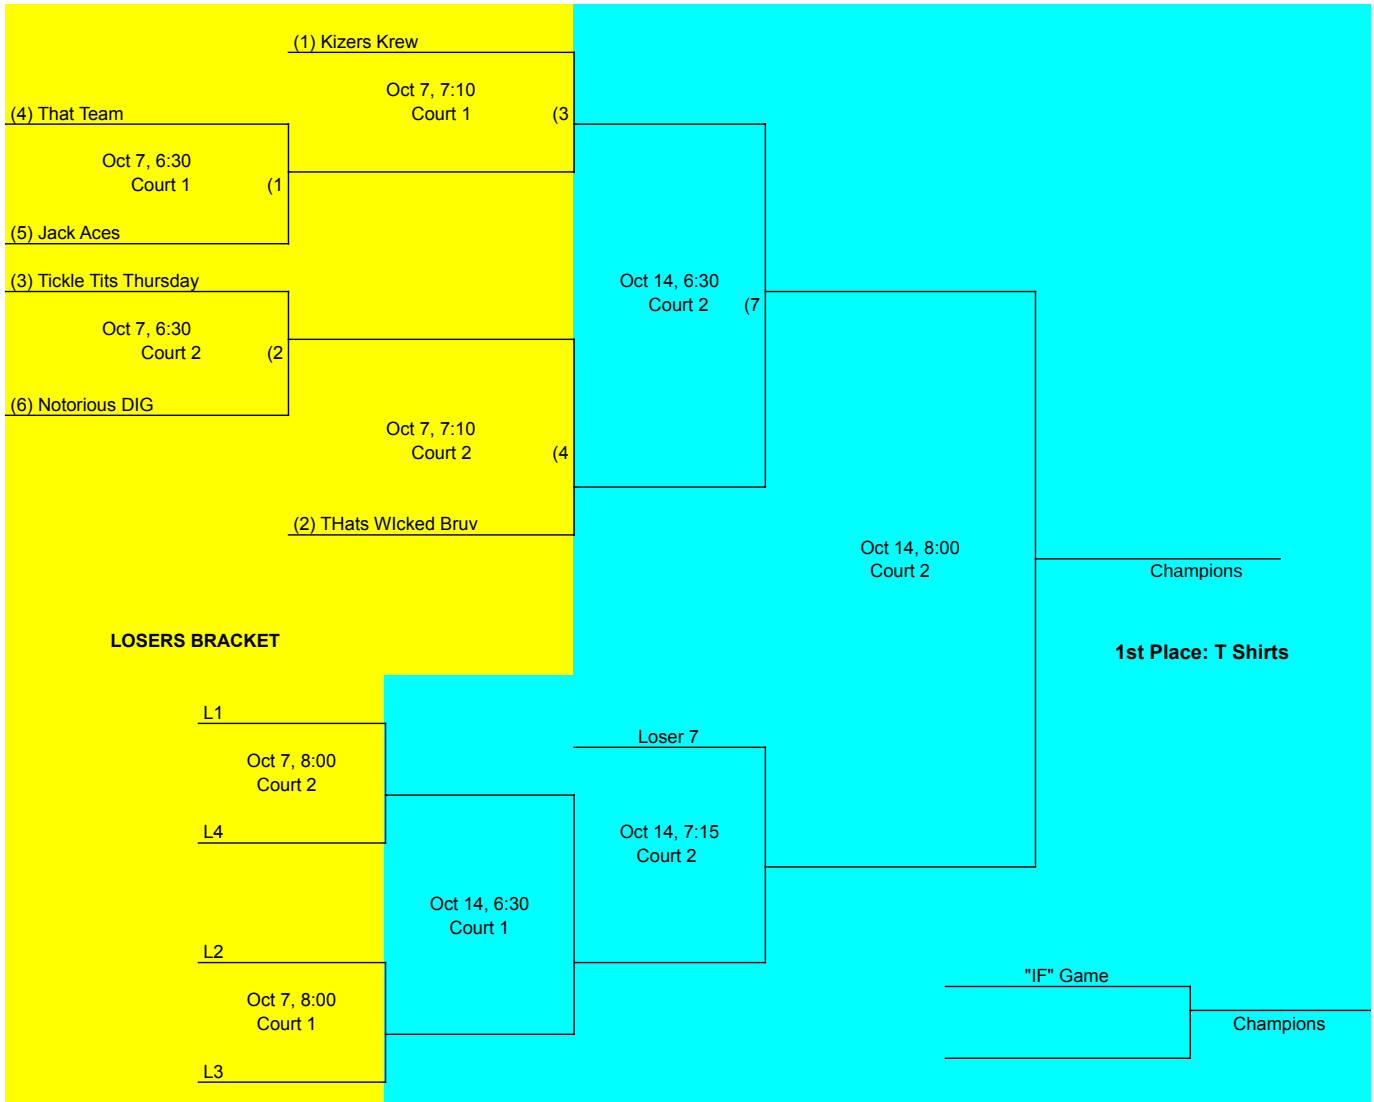 (1) Kizers Krew
Oct 7, 7:10
Court 1 (3
(4) That Team
Oct 7, 6:30
Court 1 (1
(5) Jack Aces
(3) Tickle Tits Thursday
Oct 14, 6:30
Court 2 (7
Oct 7, 6:30
Court 2 (2
(6) Notorious DIG
Oct 7, 7:10
Court 2 (4
(2) THats WIcked Bruv
Oct 14, 8:00
Court 2
Champions
LOSERS BRACKET
1st Place: T Shirts
L1
Loser 7
Oct 7, 8:00
Court 2
L4
Oct 14, 7:15
Court 2
Oct 14, 6:30
Court 1
L2
"IF" Game
Oct 7, 8:00
Court 1
Champions
L3